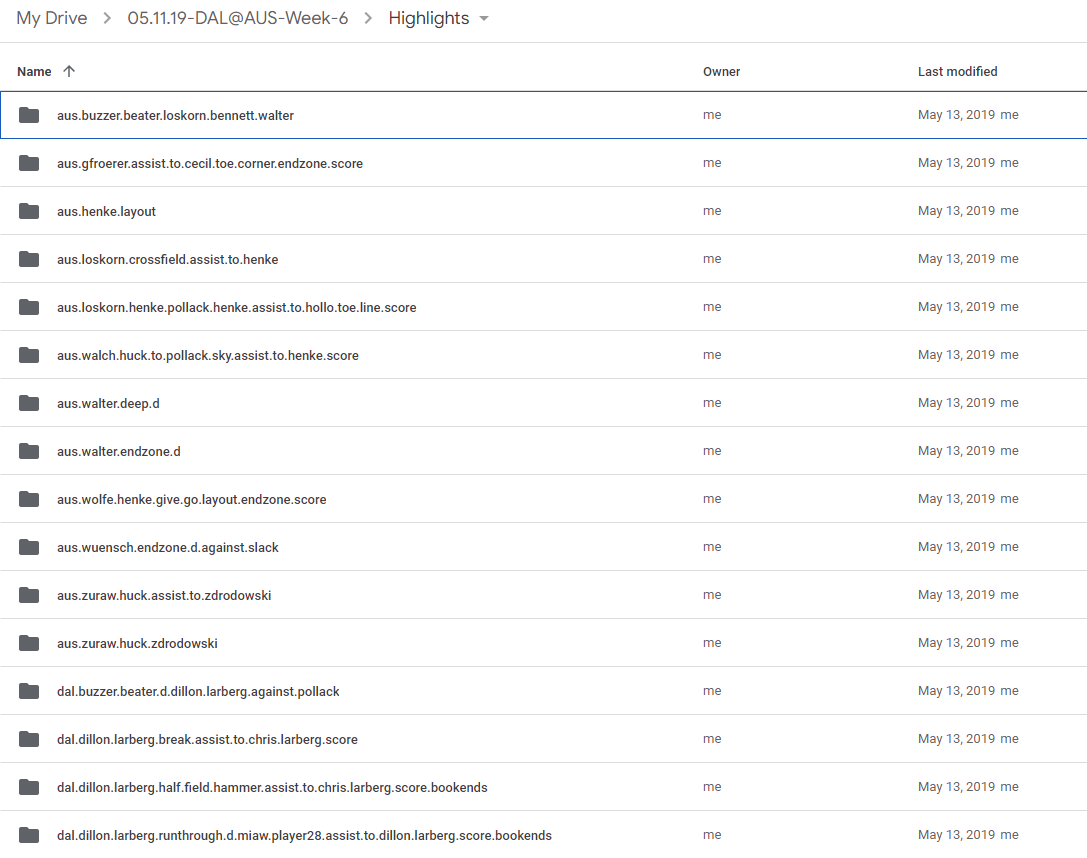 My Drive > 05.11.19-DAL@AUS-Week-6 > Highlights
Name Owner Last modified
aus.buzzer.beater.loskorn.bennett.walter me May 13, 2019 me
aus.gfroerer.assist.to.cecil.toe.corner.endzone.score me May 13, 2019 me
aus.henke.layout me May 13, 2019 me
aus.loskorn.crossfield.assist.to.henke me May 13, 2019 me
aus.loskorn.henke.pollack.henke.assist.to.hollo.toe.line.score me May 13, 2019 me
aus.walch.huck.to.pollack.sky.assist.to.henke.score me May 13, 2019 me
aus.walter.deep.d me May 13, 2019 me
aus.walter.endzone.d me May 13, 2019 me
aus.wolfe.henke.give.go.layout.endzone.score me May 13, 2019 me
aus.wuensch.endzone.d.against.slack me May 13, 2019 me
aus.zuraw.huck.assist.to.zdrodowski me May 13, 2019 me
aus.zuraw.huck.zdrodowski me May 13, 2019 me
dal.buzzer.beater.d.dillon.larberg.against.pollack me May 13, 2019 me
dal.dillon.larberg.break.assist.to.chris.larberg.score me May 13, 2019 me
dal.dillon.larberg.half.field.hammer.assist.to.chris.larberg.score.bookends me May 13, 2019 me
dal.dillon.larberg.runthrough.d.miaw.player28.assist.to.dillon.larberg.score.bookends me May 13, 2019 me